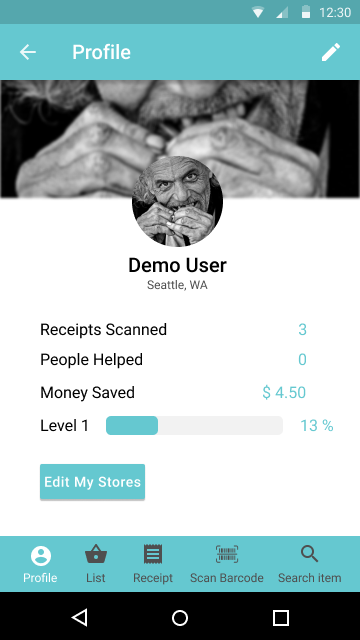 12:30
Profile
Demo User
Seattle, WA
Receipts Scanned 3
People Helped 0
Money Saved $ 4.50
Level 1 13 %
Edit My Stores
Profile List Receipt Scan Barcode Search item